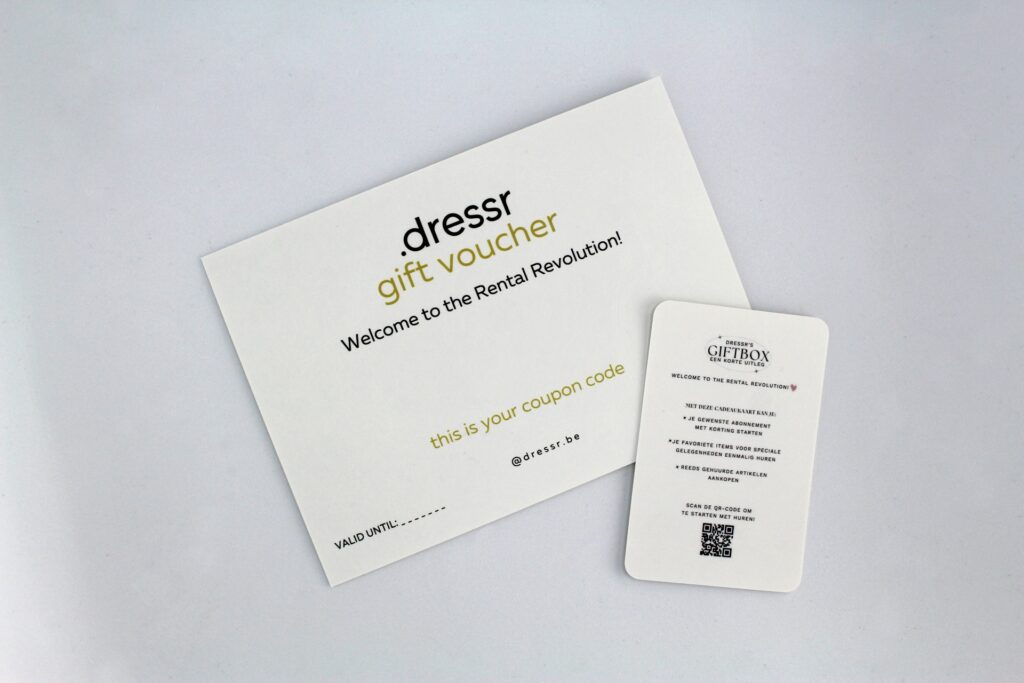 .dressr
gift voucher
Welcome to the Rental Revolution!
this is your coupon code
@dressr.be
VALID UNTIL: _ _ _ _ _ _ _
DRESSR'S
GIFTBOX
EEN KORTE UITLEG
WELCOME TO THE RENTAL REVOLUTION!
MET DEZE CADEAUKAART KAN JE:
* JE GEWENSTE ABONNEMENT
MET KORTING STARTEN
*JE FAVORIETE ITEMS VOOR SPECIALE
GELEGENHEDEN EENMALIG HUREN
* REEDS GEHUURDE ARTIKELEN
AANKOPEN
SCAN DE QR-CODE OM
TE STARTEN MET HUREN!